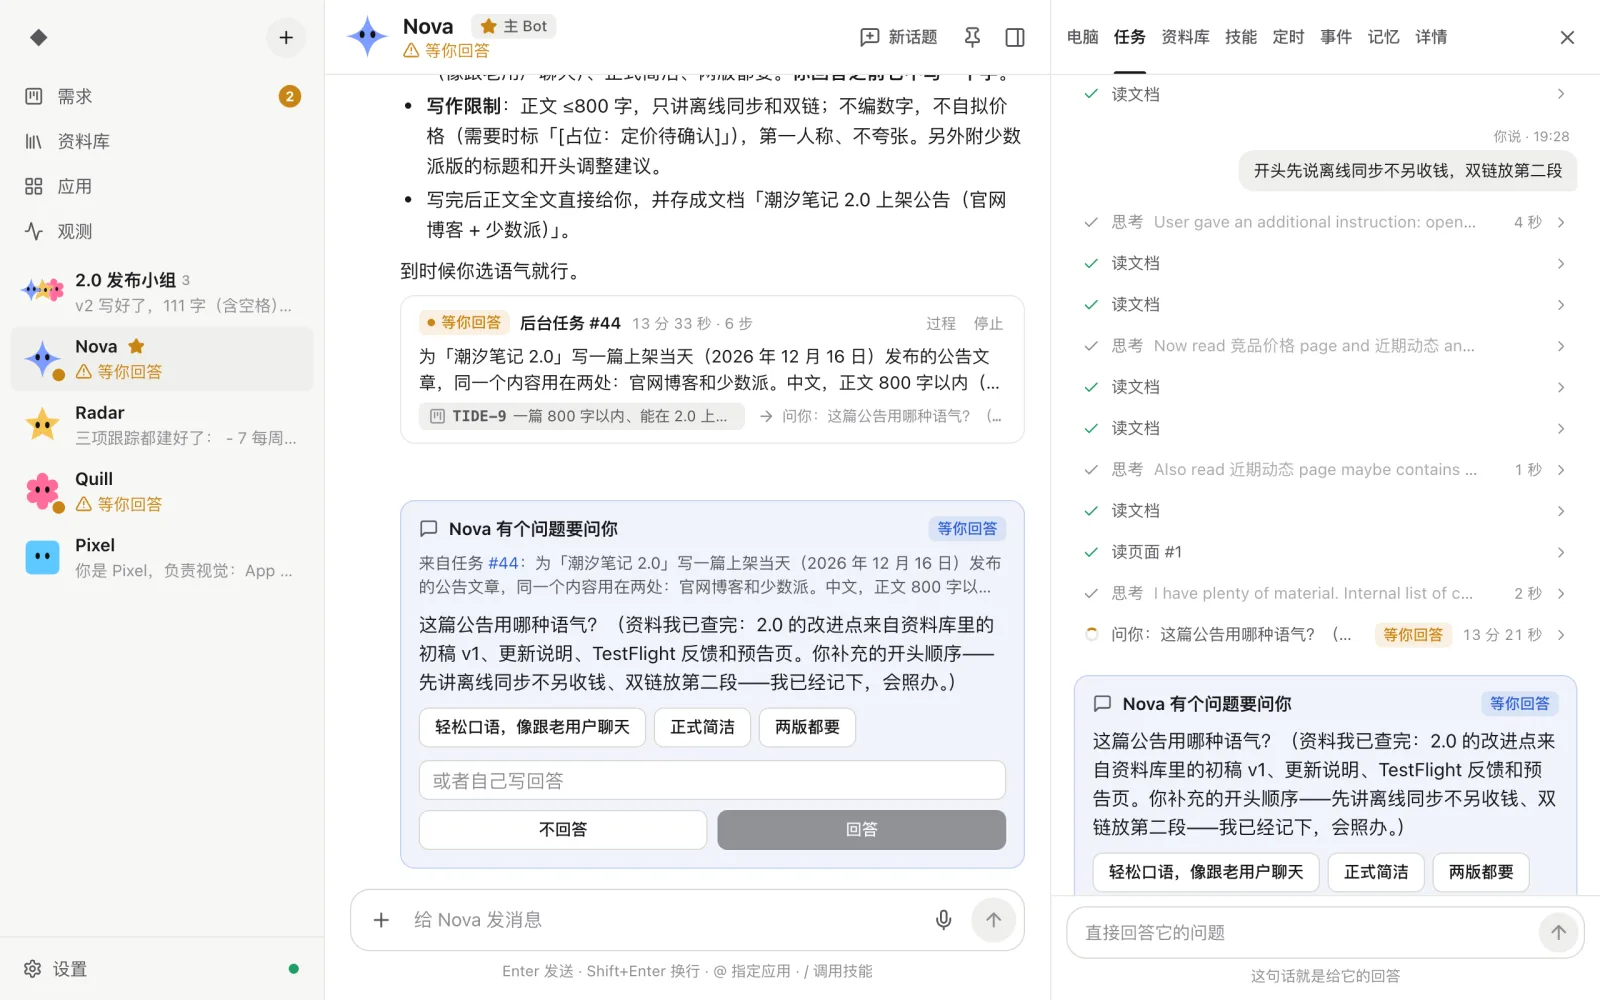 需求
2
资料库
应用
观测
2.0 发布小组 3
v2 写好了，111 字（含空格）...
Nova
等你回答
Radar
三项跟踪都建好了： - 7 每周...
Quill
等你回答
Pixel
你是 Pixel，负责视觉：App ...
设置
Nova 主 Bot
等你回答
新话题
写作限制：正文 ≤800 字，只讲离线同步和双链；不编数字，不自拟价
格（需要时标「[占位：定价待确认]」），第一人称、不夸张。另外附少数
派版的标题和开头调整建议。
写完后正文全文直接给你，并存成文档「潮汐笔记 2.0 上架公告（官网
博客 + 少数派）」。
到时候你选语气就行。
等你回答 后台任务 #44 13 分 33 秒 · 6 步 过程 停止
为「潮汐笔记 2.0」写一篇上架当天（2026 年 12 月 16 日）发布的公告文
章，同一个内容用在两处：官网博客和少数派。中文，正文 800 字以内（...
TIDE-9 一篇 800 字以内、能在 2.0 上... → 问你：这篇公告用哪种语气？（...
Nova 有个问题要问你 等你回答
来自任务 #44：为「潮汐笔记 2.0」写一篇上架当天（2026 年 12 月 16 日）发布
的公告文章，同一个内容用在两处：官网博客和少数派。中文，正文 800 字以...
这篇公告用哪种语气？（资料我已查完：2.0 的改进点来自资料库里的
初稿 v1、更新说明、TestFlight 反馈和预告页。你补充的开头顺序——
先讲离线同步不另收钱、双链放第二段——我已经记下，会照办。）
轻松口语，像跟老用户聊天 正式简洁 两版都要
或者自己写回答
不回答 回答
给 Nova 发消息
Enter 发送 · Shift+Enter 换行 · @ 指定应用 · / 调用技能
电脑 任务 资料库 技能 定时 事件 记忆 详情
读文档
你说 · 19:28
开头先说离线同步不另收钱，双链放第二段
思考 User gave an additional instruction: open... 4 秒
读文档
读文档
思考 Now read 竞品价格 page and 近期动态 an...
读文档
读文档
思考 Also read 近期动态 page maybe contains ... 1 秒
读文档
读页面 #1
思考 I have plenty of material. Internal list of c... 2 秒
问你：这篇公告用哪种语气？（... 等你回答 13 分 21 秒
Nova 有个问题要问你 等你回答
这篇公告用哪种语气？（资料我已查完：2.0 的改进点来
自资料库里的初稿 v1、更新说明、TestFlight 反馈和预
告页。你补充的开头顺序——先讲离线同步不另收钱、双
链放第二段——我已经记下，会照办。）
轻松口语，像跟老用户聊天 正式简洁 两版都要
直接回答它的问题
这句话就是给它的回答